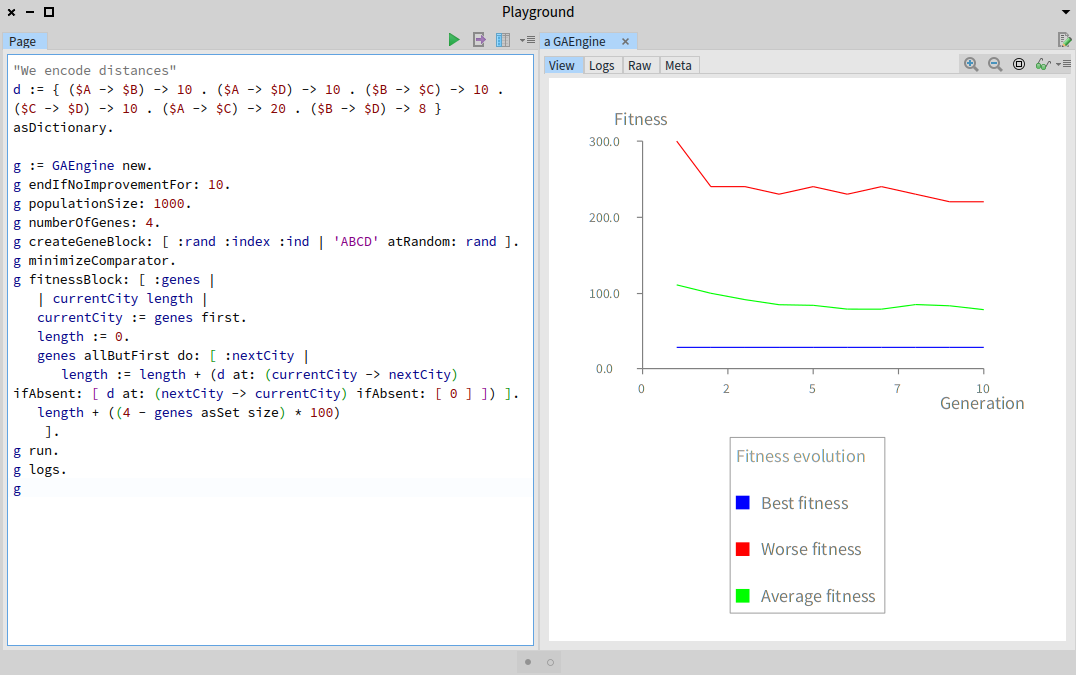 Playground
Page
a GAEngine
View Logs Raw Meta
"We encode distances"
d := { ($A -> $B) -> 10 . ($A -> $D) -> 10 . ($B -> $C) -> 10 .
($C -> $D) -> 10 . ($A -> $C) -> 20 . ($B -> $D) -> 8 }
asDictionary.
g := GAEngine new.
g endIfNoImprovementFor: 10.
g populationSize: 1000.
g numberOfGenes: 4.
g createGeneBlock: [ :rand :index :ind | 'ABCD' atRandom: rand ].
g minimizeComparator.
g fitnessBlock: [ :genes |
| currentCity length |
currentCity := genes first.
length := 0.
genes allButFirst do: [ :nextCity |
length := length + (d at: (currentCity -> nextCity)
ifAbsent: [ d at: (nextCity -> currentCity) ifAbsent: [ 0 ] ]) ].
length + ((4 - genes asSet size) * 100)
].
g run.
g logs.
g
Fitness
300.0
200.0
100.0
0.0
0 2 5 7 10
Generation
Fitness evolution
Best fitness
Worse fitness
Average fitness